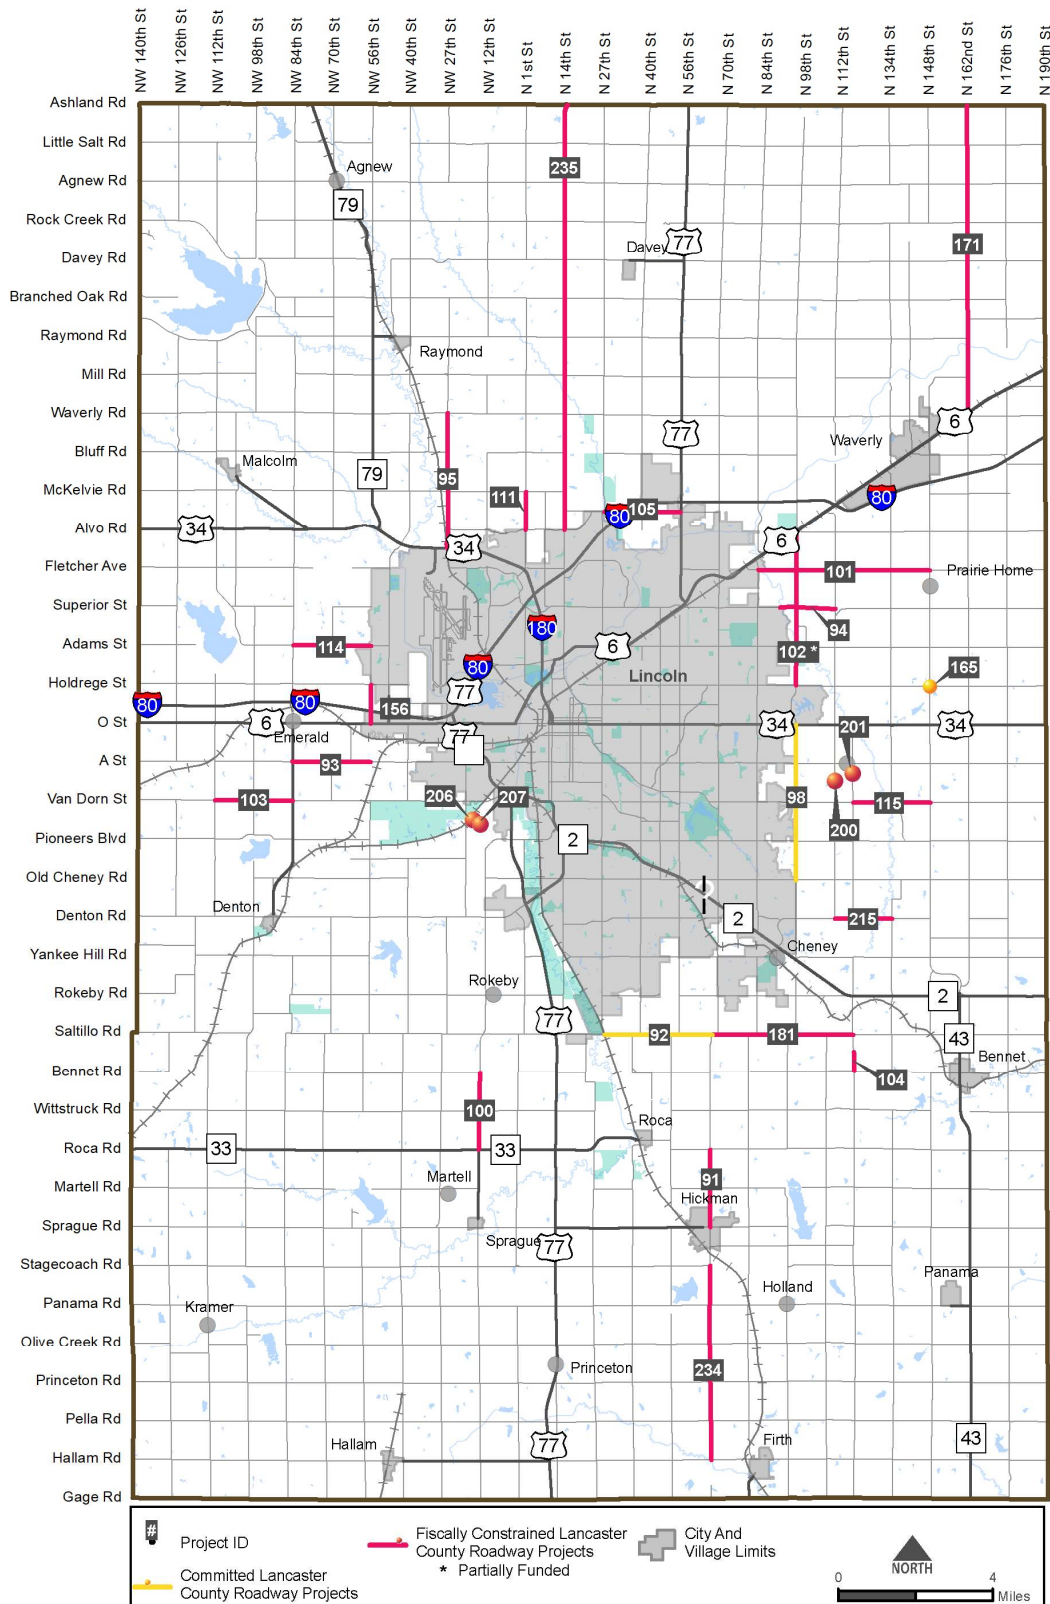 NW 140th St
NW 126th St
NW 112th St
NW 98th St
NW 84th St
NW 70th St
NW 56th St
NW 40th St
NW 27th St
NW 12th St
N 1st St
N 14th St
N 27th St
N 40th St
N 56th St
N 70th St
N 84th St
N 98th St
N 112th St
N 134th St
N 148th St
N 162nd St
N 176th St
N 190th St
Ashland Rd
Little Salt Rd
Agnew Rd
Rock Creek Rd
Davey Rd
Branched Oak Rd
Raymond Rd
Mill Rd
Waverly Rd
Bluff Rd
McKelvie Rd
Alvo Rd
Fletcher Ave
Superior St
Adams St
Holdrege St
O St
A St
Van Dorn St
Pioneers Blvd
Old Cheney Rd
Denton Rd
Yankee Hill Rd
Rokeby Rd
Saltillo Rd
Bennet Rd
Wittstruck Rd
Roca Rd
Martell Rd
Sprague Rd
Stagecoach Rd
Panama Rd
Olive Creek Rd
Princeton Rd
Pella Rd
Hallam Rd
Gage Rd
Agnew
235
79
Davey
77
171
Raymond
6
77
Waverly
Malcolm
79
95
111
80
105
80
34
34
6
101
Prairie Home
180
94
114
6
102 *
80
Lincoln
165
77
80
80
156
6
34
34
201
Emerald
77
93
103
206
207
98
115
200
2
Denton
2
215
Cheney
Rokeby
2
77
92
181
43
Bennet
104
100
Roca
33
33
Martell
91
Hickman
Sprague
77
Panama
Holland
Kramer
Princeton
234
Hallam
77
Firth
43
#
Project ID
Committed Lancaster
County Roadway Projects
Fiscally Constrained Lancaster
County Roadway Projects
* Partially Funded
City And
Village Limits
NORTH
0
4
Miles